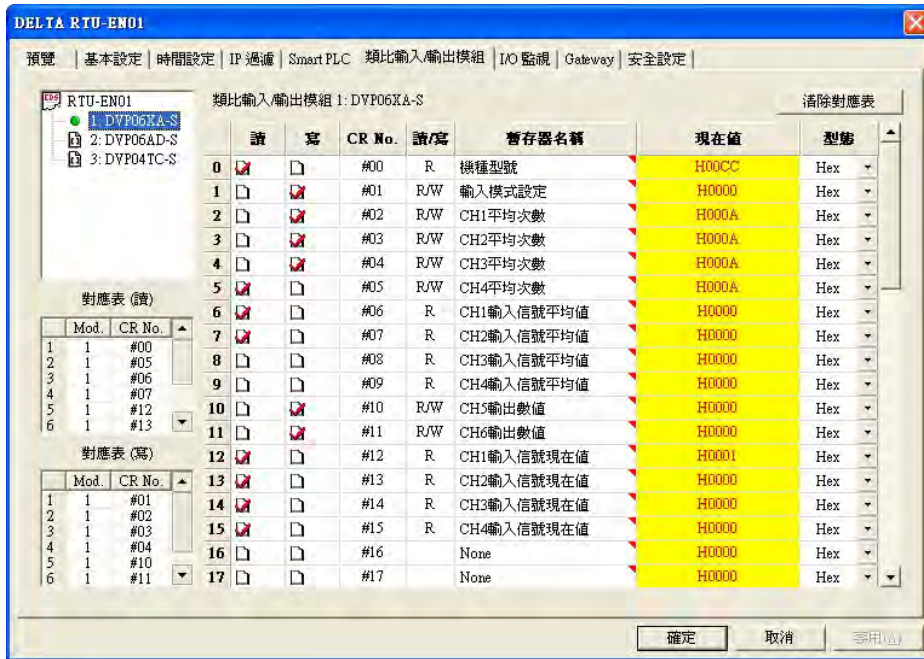 DELTA RTU-EN01
預覽 基本設定 時間設定 IP 過濾 Smart PLC 類比輸入/輸出模組 I/O 監視 Gateway 安全設定
EDS RTU-EN01
1: DVP06XA-S
2: DVP06AD-S
3: DVP04TC-S
類比輸入/輸出模組 1: DVP06XA-S
清除對應表
讀 寫 CR No. 讀/寫 暫存器名稱 現在值 型態
0 #00 R 機種型號 H00CC Hex
1 #01 R/W 輸入模式設定 H0000 Hex
2 #02 R/W CH1平均次數 H000A Hex
3 #03 R/W CH2平均次數 H000A Hex
4 #04 R/W CH3平均次數 H000A Hex
5 #05 R/W CH4平均次數 H000A Hex
6 #06 R CH1輸入信號平均值 H0000 Hex
7 #07 R CH2輸入信號平均值 H0000 Hex
8 #08 R CH3輸入信號平均值 H0000 Hex
9 #09 R CH4輸入信號平均值 H0000 Hex
10 #10 R/W CH5輸出數值 H0000 Hex
11 #11 R/W CH6輸出數值 H0000 Hex
12 #12 R CH1輸入信號現在值 H0001 Hex
13 #13 R CH2輸入信號現在值 H0000 Hex
14 #14 R CH3輸入信號現在值 H0000 Hex
15 #15 R CH4輸入信號現在值 H0000 Hex
16 #16 None H0000 Hex
17 #17 None H0000 Hex
對應表 (讀)
Mod. CR No.
1 1 #00
2 1 #05
3 1 #06
4 1 #07
5 1 #12
6 1 #13
對應表 (寫)
Mod. CR No.
1 1 #01
2 1 #02
3 1 #03
4 1 #04
5 1 #10
6 1 #11
確定 取消 套用(A)